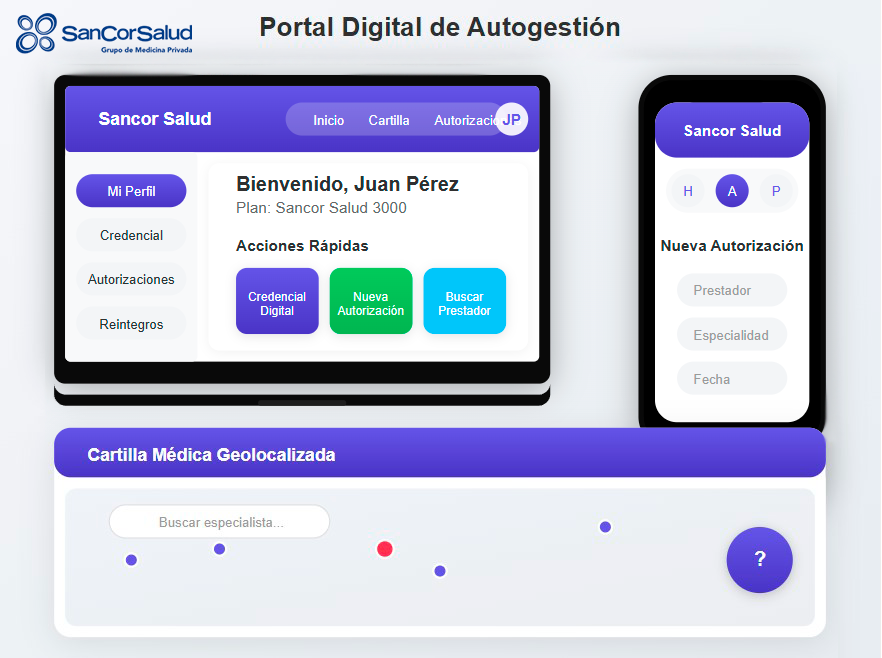 SanCorSalud
Grupo de Medicina Privada
Portal Digital de Autogestión
Sancor Salud
Inicio
Cartilla
Autorizacio
JP
Mi Perfil
Credencial
Autorizaciones
Reintegros
Bienvenido, Juan Pérez
Plan: Sancor Salud 3000
Acciones Rápidas
Credencial
Digital
Nueva
Autorización
Buscar
Prestador
Sancor Salud
H
A
P
Nueva Autorización
Prestador
Especialidad
Fecha
Cartilla Médica Geolocalizada
Buscar especialista...
?